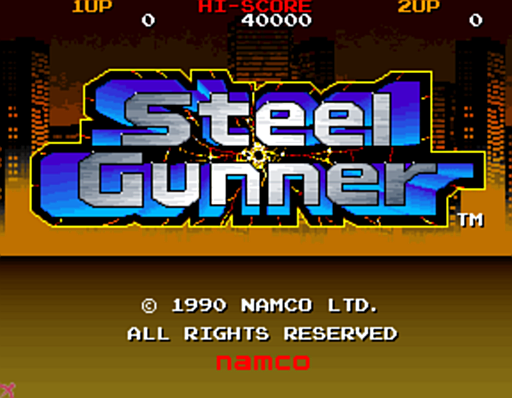 1UP HI-SCORE 2UP
0 40000 0
Steel
Gunner
TM
© 1990 NAMCO LTD.
ALL RIGHTS RESERVED
namco